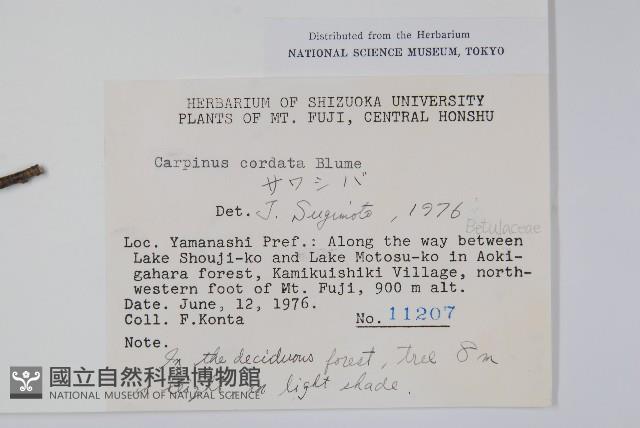 Distributed from the Herbarium
NATIONAL SCIENCE MUSEUM, TOKYO
HERBARIUM OF SHIZUOKA UNIVERSITY
PLANTS OF MT. FUJI, CENTRAL HONSHU
Carpinus cordata Blume
サワシバ
Det. J. Sugimoto, 1976
Betulaceae
Loc. Yamanashi Pref.: Along the way between
Lake Shouji-ko and Lake Motosu-ko in Aoki-
gahara forest, Kamikuishiki Village, north-
western foot of Mt. Fuji, 900 m alt.
Date. June, 12, 1976.
Coll. F.Konta No. 11207
Note.
In the deciduous forest, tree 8 m
in light shade.
國立自然科學博物館
NATIONAL MUSEUM OF NATURAL SCIENCE